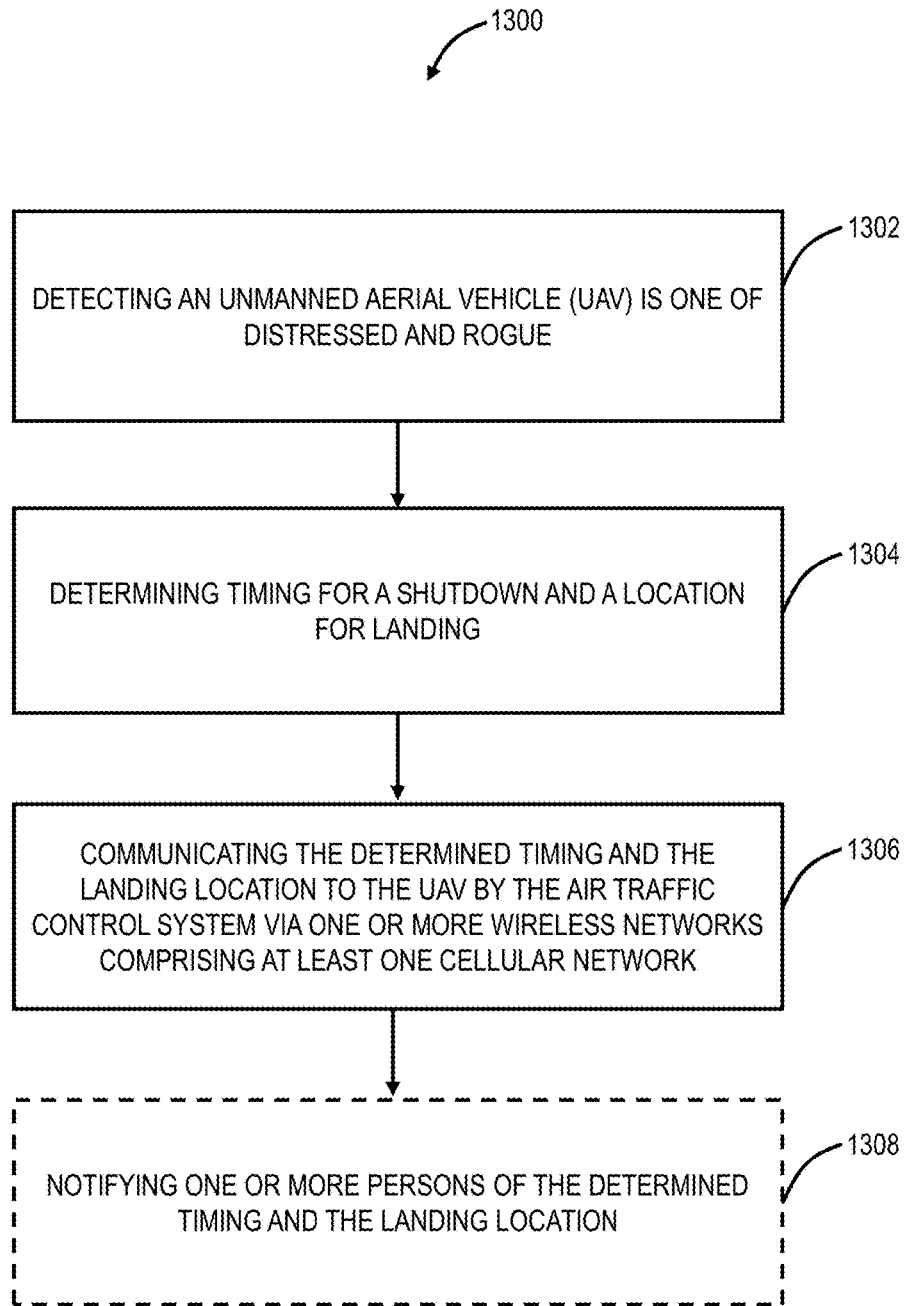 1300
1302
DETECTING AN UNMANNED AERIAL VEHICLE (UAV) IS ONE OF
DISTRESSED AND ROGUE
1304
DETERMINING TIMING FOR A SHUTDOWN AND A LOCATION
FOR LANDING
1306
COMMUNICATING THE DETERMINED TIMING AND THE
LANDING LOCATION TO THE UAV BY THE AIR TRAFFIC
CONTROL SYSTEM VIA ONE OR MORE WIRELESS NETWORKS
COMPRISING AT LEAST ONE CELLULAR NETWORK
1308
NOTIFYING ONE OR MORE PERSONS OF THE DETERMINED
TIMING AND THE LANDING LOCATION